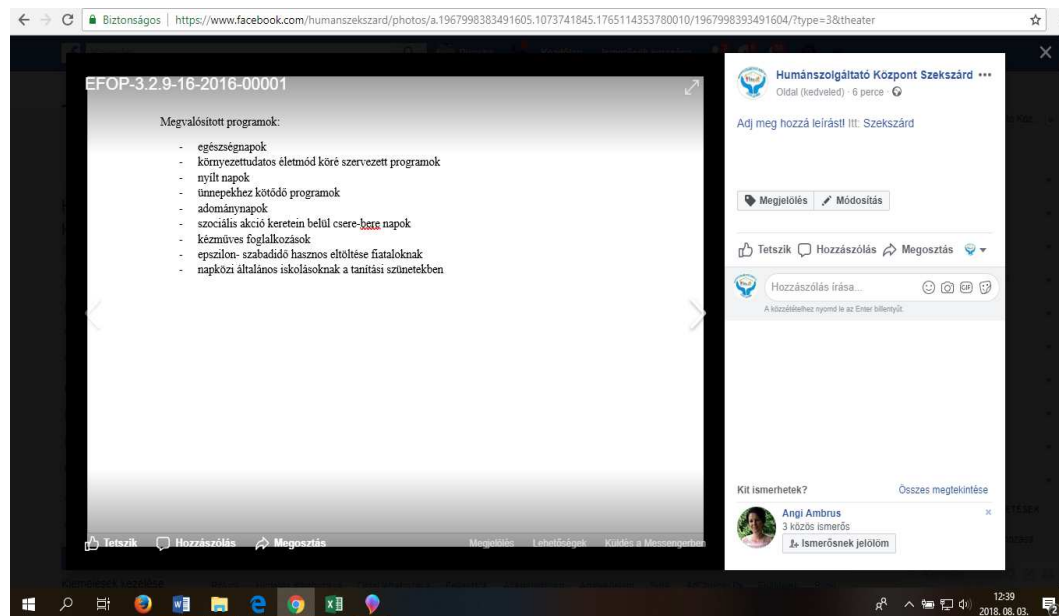 Biztonságos | https://www.facebook.com/humanszekszard/photos/a.1967998383491605.1073741845.1765114353780010/1967998393491604/?type=3&theater
EFOP-3.2.9-16-2016-00001
Megvalósított programok:
- egészségnapok
- környezettudatos életmód köré szervezett programok
- nyílt napok
- ünnepekhez kötődő programok
- adománynapok
- szociális akció keretein belül csere-bere napok
- kézműves foglalkozások
- epszilon- szabadidő hasznos eltöltése fiataloknak
- napközi általános iskolásoknak a tanítási szünetekben
Tetszik Hozzászólás Megosztás
Megjelölés Lehetőségek Küldés a Messengerben
Humánszolgáltató Központ Szekszárd
Oldal (kedveled) · 6 perce ·
Adj meg hozzá leírást! Itt: Szekszárd
Megjelölés Módosítás
Tetszik Hozzászólás Megosztás
Hozzászólás írása...
GIF
A közzétételhez nyomd le az Enter billentyűt.
Kit ismerhetek? Összes megtekintése
Angi Ambrus
3 közös ismerős
Ismerősnek jelölöm
12:39
2018. 08. 03.